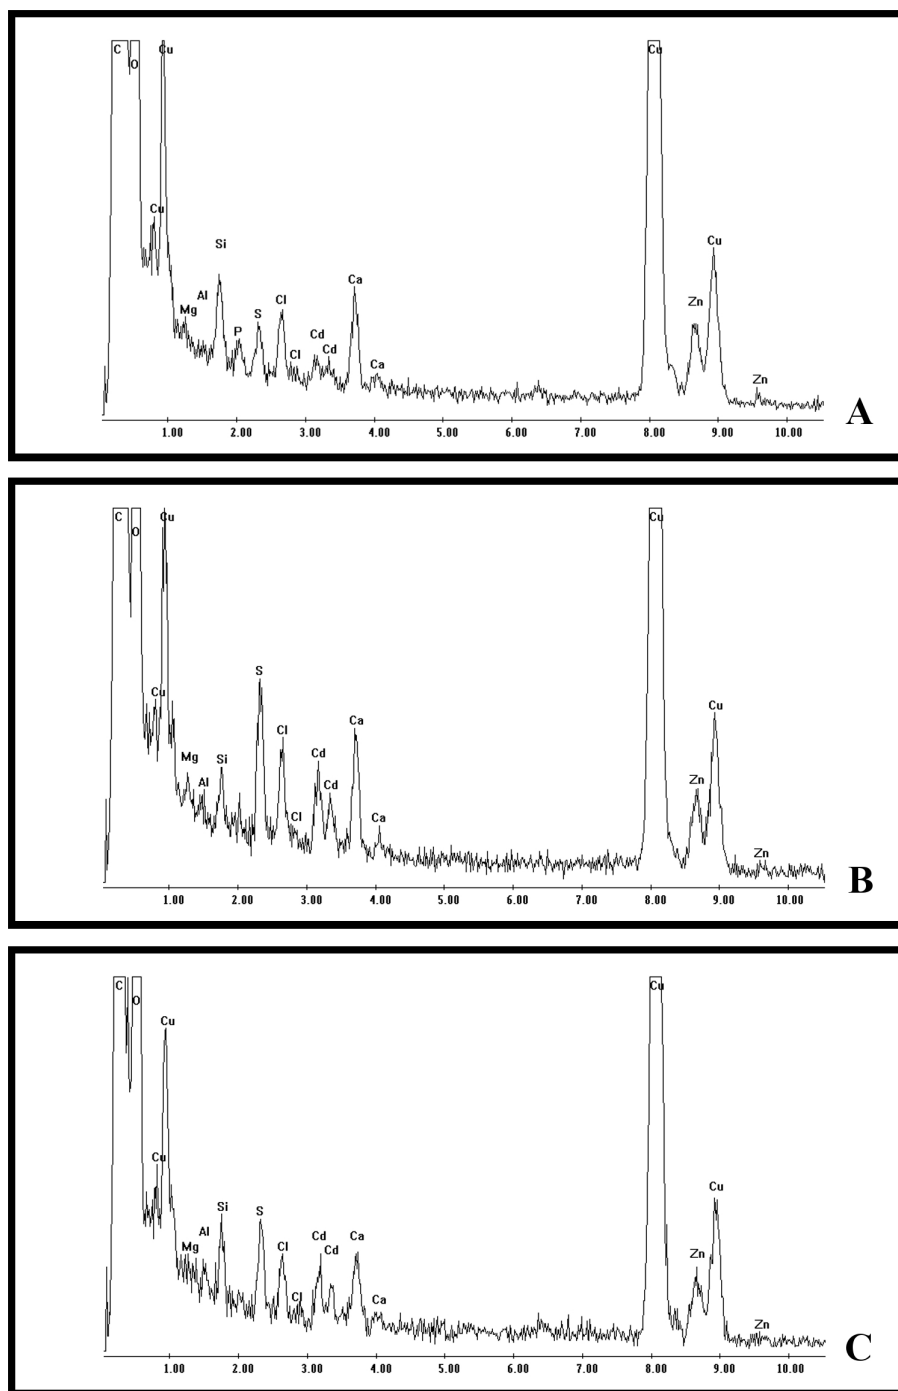 C Cu Cu
O
Cu
Si Cu
Ca
Al Cl Zn
Mg S
P Cd
Cd
Cl
Ca Zn
1.00 2.00 3.00 4.00 5.00 6.00 7.00 8.00 9.00 10.00
A
C Cu Cu
O
S
Cu
Cu
Ca
Cl
Mg Cd
Al Si Cd Zn
Cl
Ca
Zn
1.00 2.00 3.00 4.00 5.00 6.00 7.00 8.00 9.00 10.00
B
C Cu
O
Cu
Cu
Cu
Si S
Al Cd Ca
Mg Cl Cd Zn
Cl
Ca
Zn
1.00 2.00 3.00 4.00 5.00 6.00 7.00 8.00 9.00 10.00
C